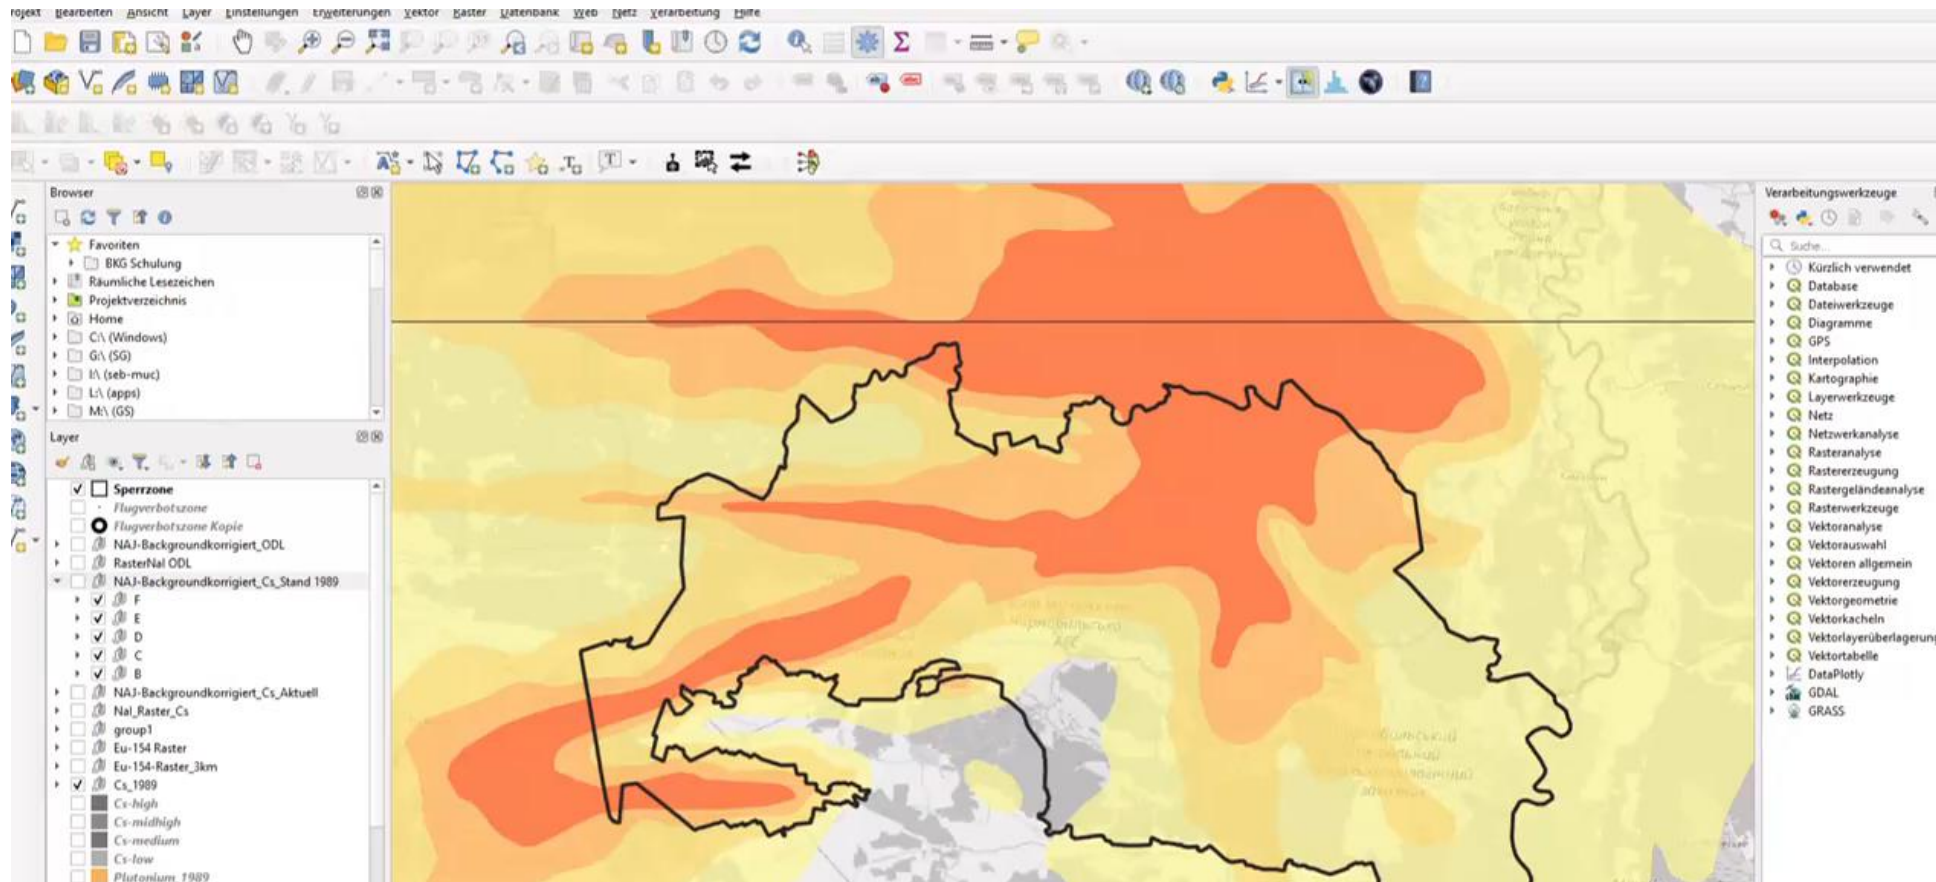 Projekt Bearbeiten Ansicht Layer Einstellungen Erweiterungen Vektor Raster Datenbank Web Netz Verarbeitung Hilfe
Browser
Favoriten
BKG Schulung
Räumliche Lesezeichen
Projektverzeichnis
Home
C:\ (Windows)
G:\ (SG)
I:\ (seb-muc)
L:\ (apps)
M:\ (GS)
Layer
Sperrzone
Flugverbotszone
Flugverbotszone Kopie
NAJ-Backgroundkorrigiert_ODL
RasterNal ODL
NAJ-Backgroundkorrigiert_Cs_Stand 1989
F
E
D
C
B
NAJ-Backgroundkorrigiert_Cs_Aktuell
Nal_Raster_Cs
group1
Eu-154 Raster
Eu-154-Raster_3km
Cs_1989
Cs-high
Cs-midhigh
Cs-medium
Cs-low
Plutonium_1989
Verarbeitungswerkzeuge
Suche...
Kürzlich verwendet
Database
Dateiwerkzeuge
Diagramme
GPS
Interpolation
Kartographie
Layerwerkzeuge
Netz
Netzwerkanalyse
Rasteranalyse
Rastererzeugung
Rastergeländeanalyse
Rasterwerkzeuge
Vektoranalyse
Vektorauswahl
Vektoren allgemein
Vektorerzeugung
Vektorgeometrie
Vektorkacheln
Vektorlayerüberlagerung
Vektortabelle
DataPlotly
GDAL
GRASS